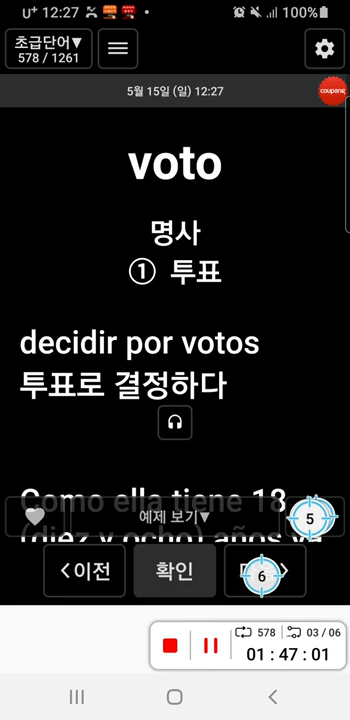 U+ 12:27 100%
초급단어▼
578 / 1261
5월 15일 (일) 12:27
coupang
voto
명사
① 투표
decidir por votos
투표로 결정하다
Como ella tiene 18
예제 보기▼
5
(diez y ocho) años ya
<이전
확인
6
>
578 03 / 06
01 : 47 : 01